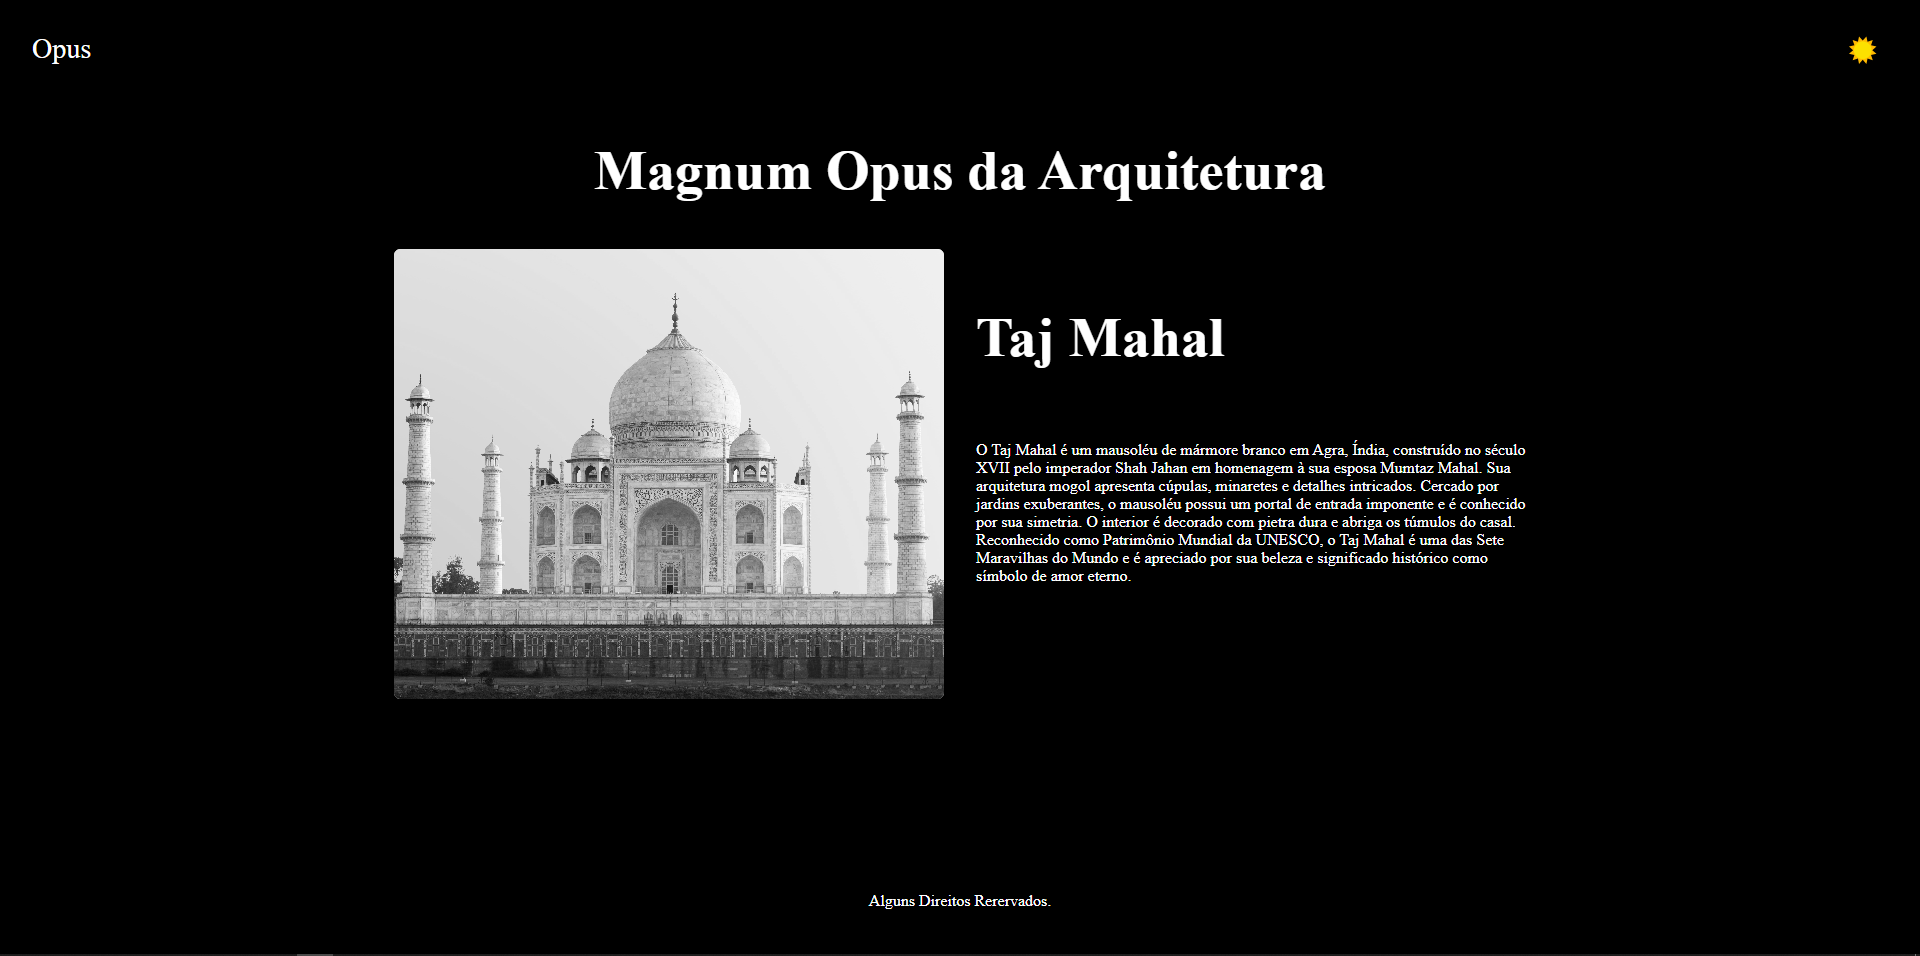 Opus
Magnum Opus da Arquitetura
Taj Mahal
O Taj Mahal é um mausoléu de mármore branco em Agra, Índia, construído no século
XVII pelo imperador Shah Jahan em homenagem à sua esposa Mumtaz Mahal. Sua
arquitetura mogol apresenta cúpulas, minaretes e detalhes intricados. Cercado por
jardins exuberantes, o mausoléu possui um portal de entrada imponente e é conhecido
por sua simetria. O interior é decorado com pietra dura e abriga os túmulos do casal.
Reconhecido como Patrimônio Mundial da UNESCO, o Taj Mahal é uma das Sete
Maravilhas do Mundo e é apreciado por sua beleza e significado histórico como
símbolo de amor eterno.
Alguns Direitos Rerervados.